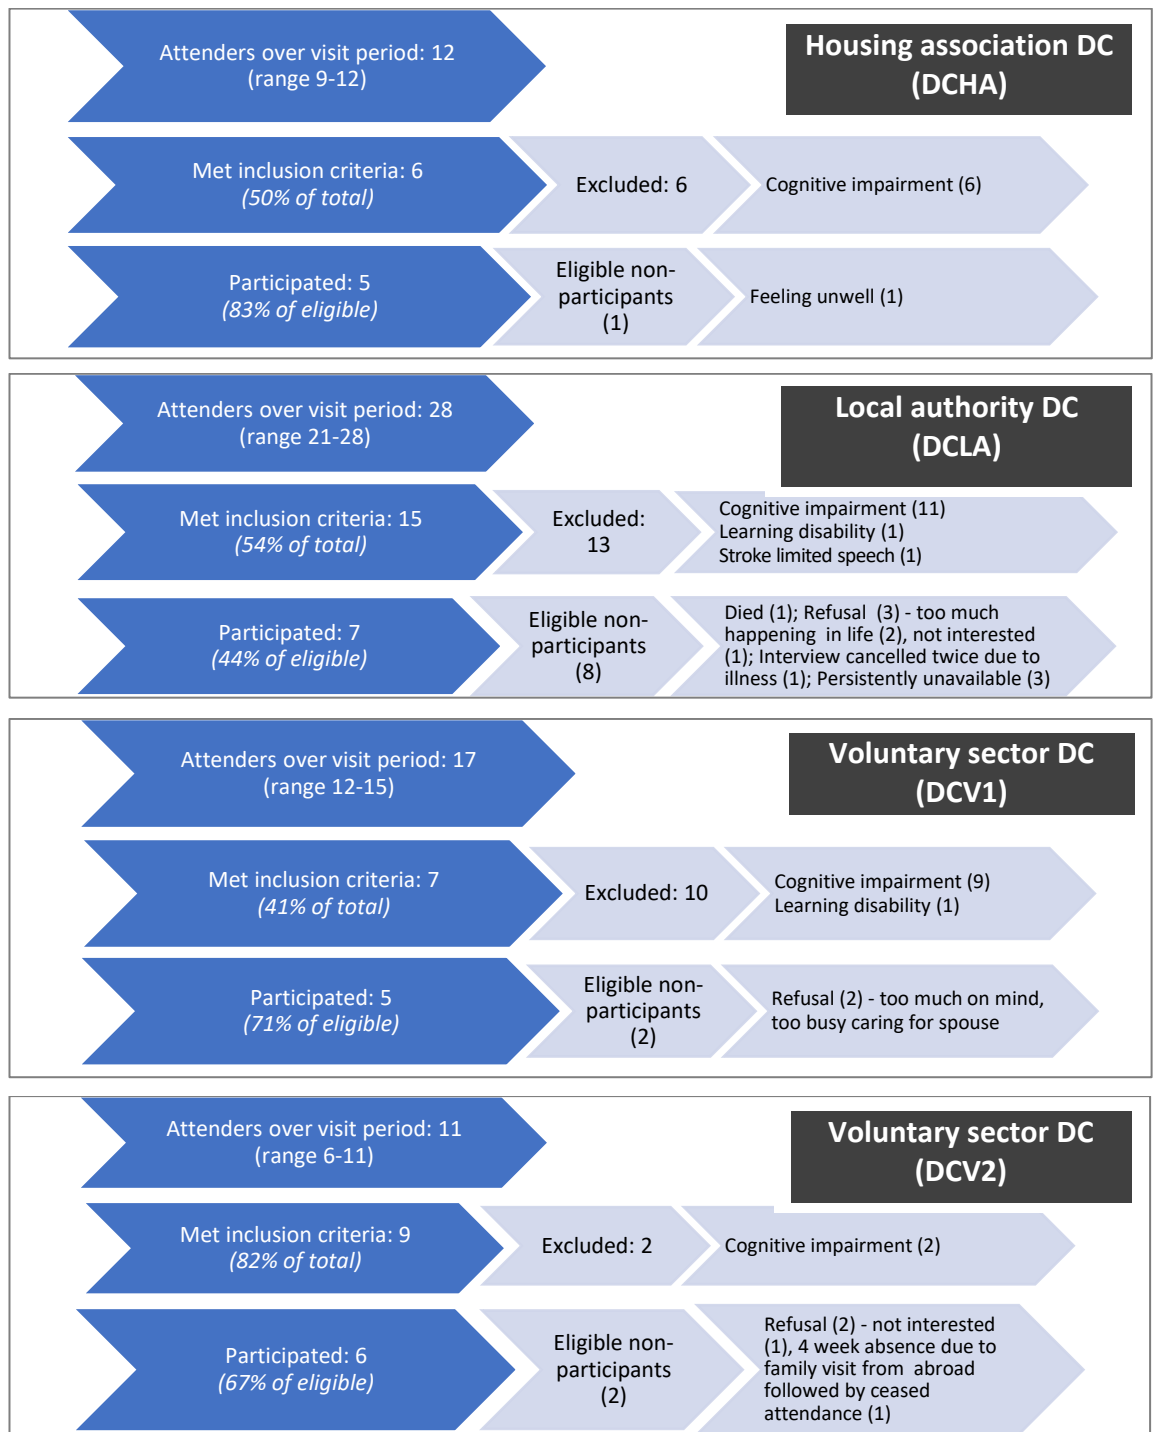 Attenders over visit period: 12
(range 9-12)
Housing association DC
(DCHA)
Met inclusion criteria: 6
(50% of total)
Excluded: 6
Cognitive impairment (6)
Participated: 5
(83% of eligible)
Eligible non-
participants
(1)
Feeling unwell (1)
Attenders over visit period: 28
(range 21-28)
Local authority DC
(DCLA)
Met inclusion criteria: 15
(54% of total)
Excluded:
13
Cognitive impairment (11)
Learning disability (1)
Stroke limited speech (1)
Participated: 7
(44% of eligible)
Eligible non-
participants
(8)
Died (1); Refusal (3) - too much
happening in life (2), not interested
(1); Interview cancelled twice due to
illness (1); Persistently unavailable (3)
Attenders over visit period: 17
(range 12-15)
Voluntary sector DC
(DCV1)
Met inclusion criteria: 7
(41% of total)
Excluded: 10
Cognitive impairment (9)
Learning disability (1)
Participated: 5
(71% of eligible)
Eligible non-
participants
(2)
Refusal (2) - too much on mind,
too busy caring for spouse
Attenders over visit period: 11
(range 6-11)
Voluntary sector DC
(DCV2)
Met inclusion criteria: 9
(82% of total)
Excluded: 2
Cognitive impairment (2)
Participated: 6
(67% of eligible)
Eligible non-
participants
(2)
Refusal (2) - not interested
(1), 4 week absence due to
family visit from abroad
followed by ceased
attendance (1)